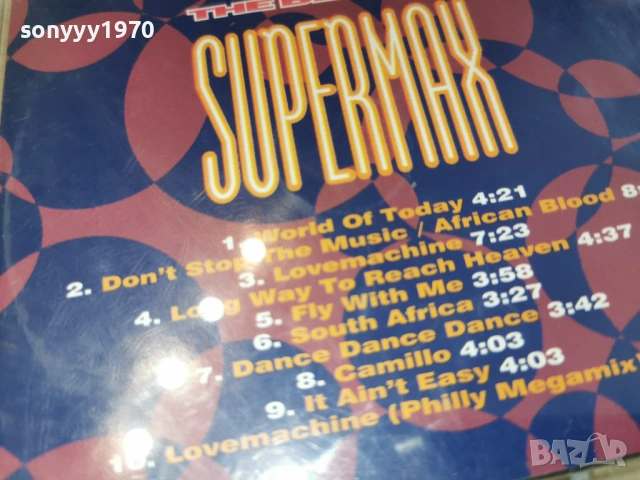 sonyyy1970
THE
SUPERMAX
1. World Of Today 4:21
2. Don't Stop The Music / African Blood 8
3. Lovemachine 7:23
4. Long Way To Reach Heaven 4:37
5. Fly With Me 3:58
6. South Africa 3:27
7. Dance Dance Dance 3:42
8. Camillo 4:03
9. It Ain't Easy 4:03
10. Lovemachine (Philly Megamix
BAZAR